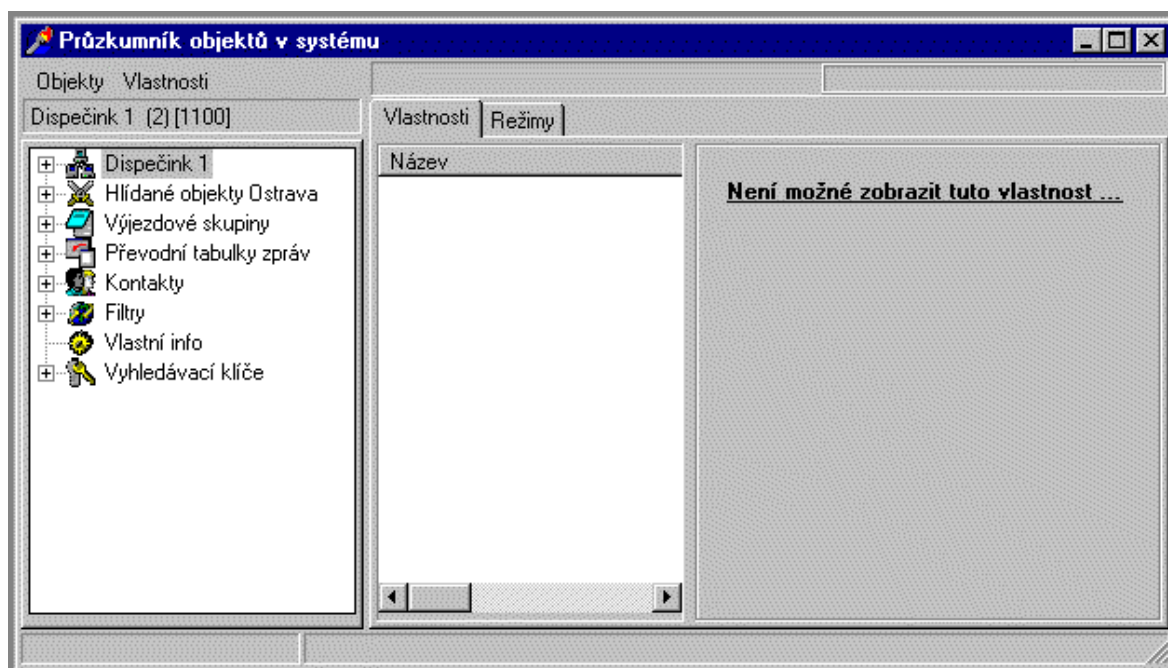 Průzkumník objektů v systému
Objekty Vlastnosti
Dispečink 1 (2) [1100]
Vlastnosti Režimy
Název
Není možné zobrazit tuto vlastnost ...
Dispečink 1
Hlídané objekty Ostrava
Výjezdové skupiny
Převodní tabulky zpráv
Kontakty
Filtry
Vlastní info
Vyhledávací klíče